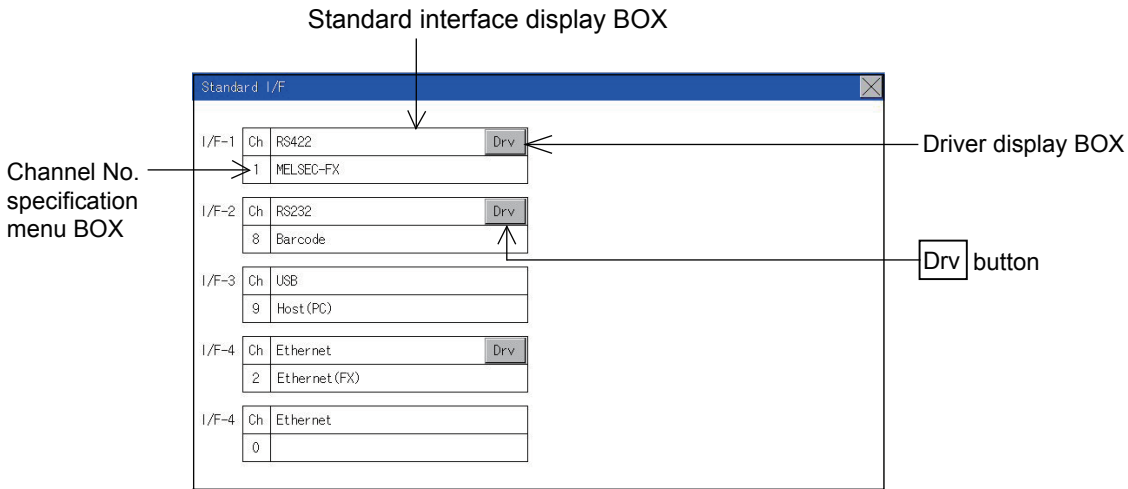 Standard interface display BOX
Standard I/F
I/F-1 Ch RS422 Drv
Driver display BOX
1 MELSEC-FX
Channel No.
specification
menu BOX
I/F-2 Ch RS232 Drv
8 Barcode
Drv button
I/F-3 Ch USB
9 Host(PC)
I/F-4 Ch Ethernet Drv
2 Ethernet(FX)
I/F-4 Ch Ethernet
0